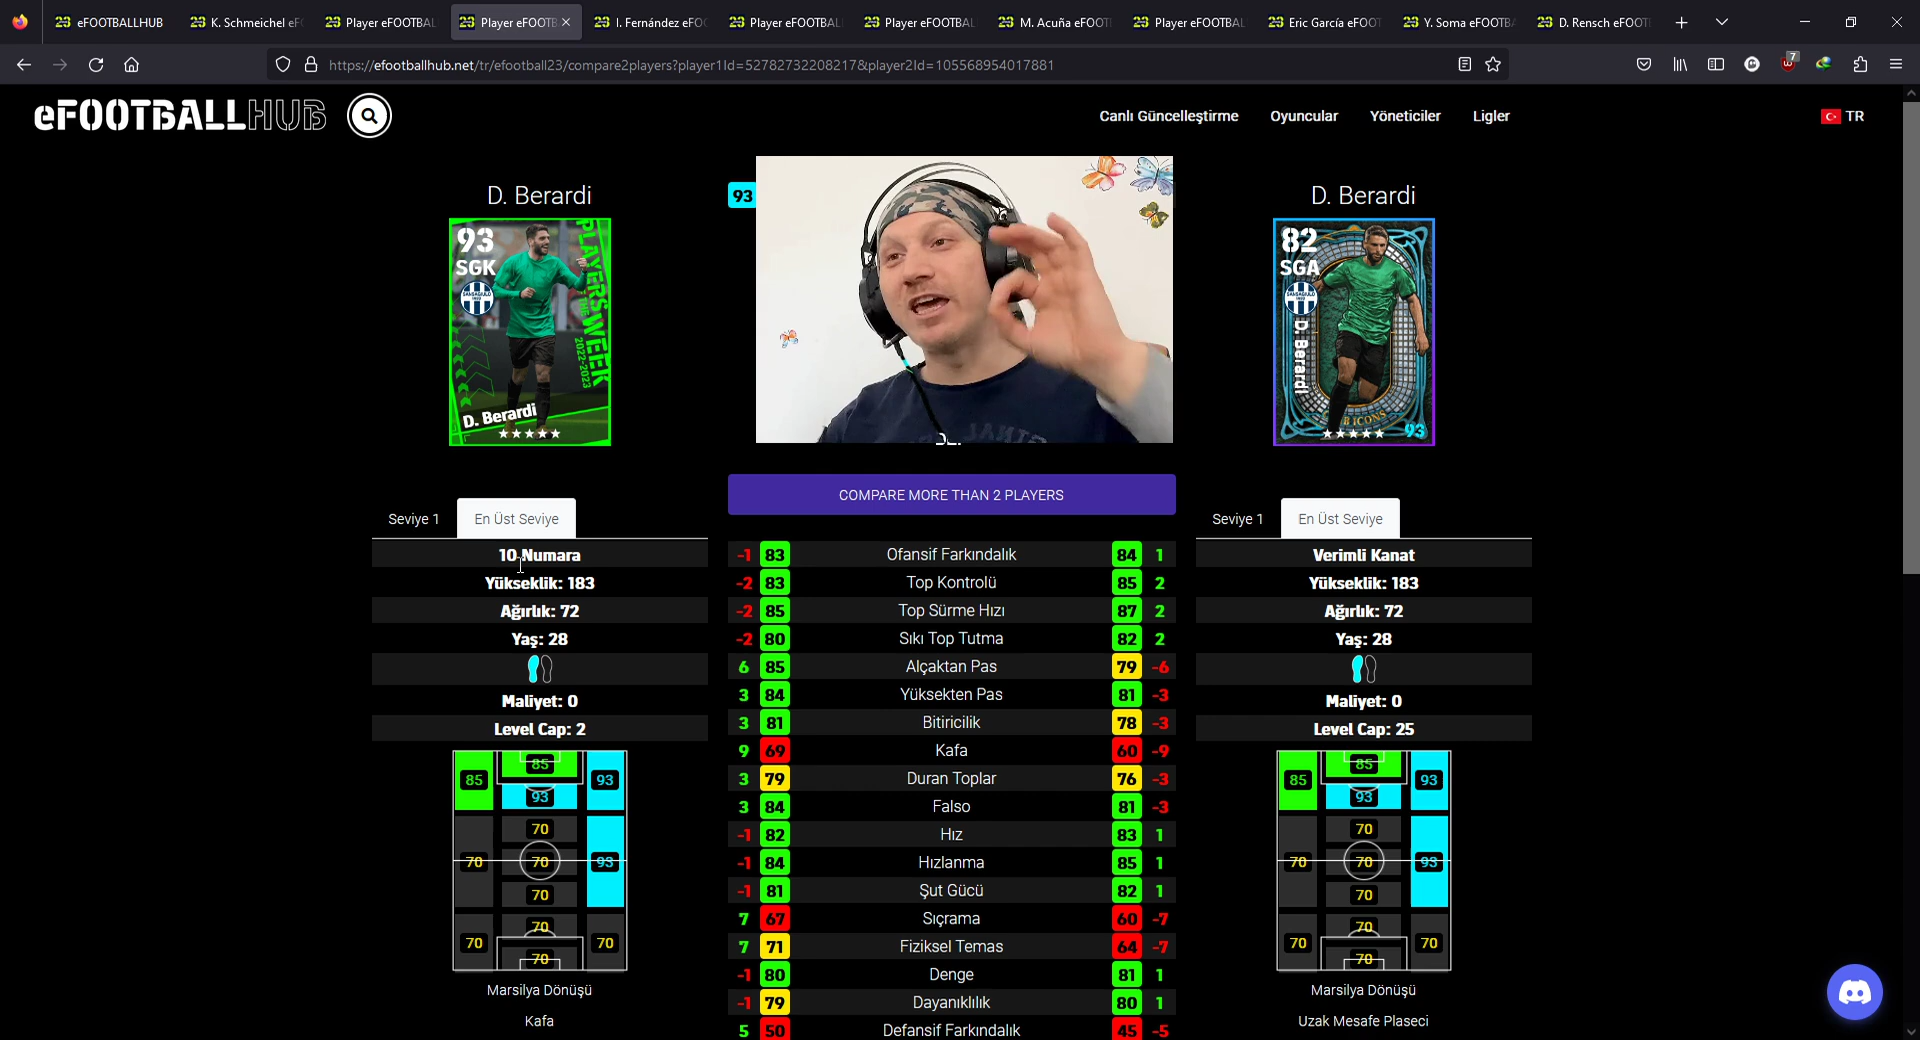 eFOOTBALLHUB
K. Schmeichel eF
Player eFOOTBAL
Player eFOOTB
I. Fernández eFO
Player eFOOTBALL
Player eFOOTBAL
M. Acuña eFOOT
Player eFOOTBAL
Eric García eFOOT
Y. Soma eFOOTB
D. Rensch eFOOT
https://efootballhub.net/tr/efootball23/compare2players?player1Id=52782732208217&player2Id=105568954017881
7
eFOOTBALLHUB
Canlı Güncelleştirme
Oyuncular
Yöneticiler
Ligler
TR
D. Berardi
93
D. Berardi
93
SGK
PLAYERS OF THE WEEK
2022-2023
D. Berardi
82
SGA
D. Berardi
93
COMPARE MORE THAN 2 PLAYERS
Seviye 1
En Üst Seviye
Seviye 1
En Üst Seviye
10 Numara
Yükseklik: 183
Ağırlık: 72
Yaş: 28
Maliyet: 0
Level Cap: 2
-1 83 Ofansif Farkındalık 84 1
-2 83 Top Kontrolü 85 2
-2 85 Top Sürme Hızı 87 2
-2 80 Sıkı Top Tutma 82 2
6 85 Alçaktan Pas 79 -6
3 84 Yüksekten Pas 81 -3
3 81 Bitiricilik 78 -3
9 69 Kafa 60 -9
3 79 Duran Toplar 76 -3
3 84 Falso 81 -3
-1 82 Hız 83 1
-1 84 Hızlanma 85 1
-1 81 Şut Gücü 82 1
7 67 Sıçrama 60 -7
7 71 Fiziksel Temas 64 -7
-1 80 Denge 81 1
-1 79 Dayanıklılık 80 1
5 50 Defansif Farkındalık 45 -5
Verimli Kanat
Yükseklik: 183
Ağırlık: 72
Yaş: 28
Maliyet: 0
Level Cap: 25
85 85 93
93
70
70 70 93
70
70
70 70
70
Marsilya Dönüşü
Kafa
85 85 93
93
70
70 70 93
70
70
70 70
70
Marsilya Dönüşü
Uzak Mesafe Plaseci